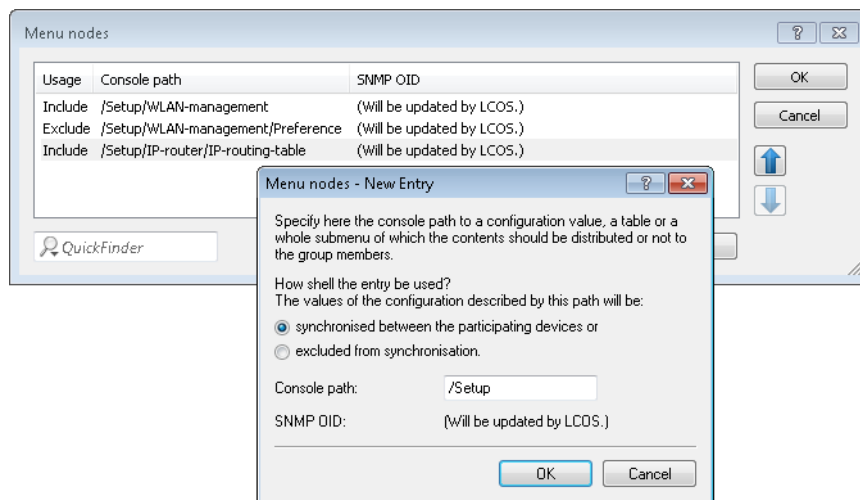 Menu nodes
Usage Console path SNMP OID
Include /Setup/WLAN-management (Will be updated by LCOS.)
Exclude /Setup/WLAN-management/Preference (Will be updated by LCOS.)
Include /Setup/IP-router/IP-routing-table (Will be updated by LCOS.)
OK
Cancel
QuickFinder
Menu nodes - New Entry
Specify here the console path to a configuration value, a table or a
whole submenu of which the contents should be distributed or not to
the group members.
How shell the entry be used?
The values of the configuration described by this path will be:
synchronised between the participating devices or
excluded from synchronisation.
Console path: /Setup
SNMP OID: (Will be updated by LCOS.)
OK Cancel